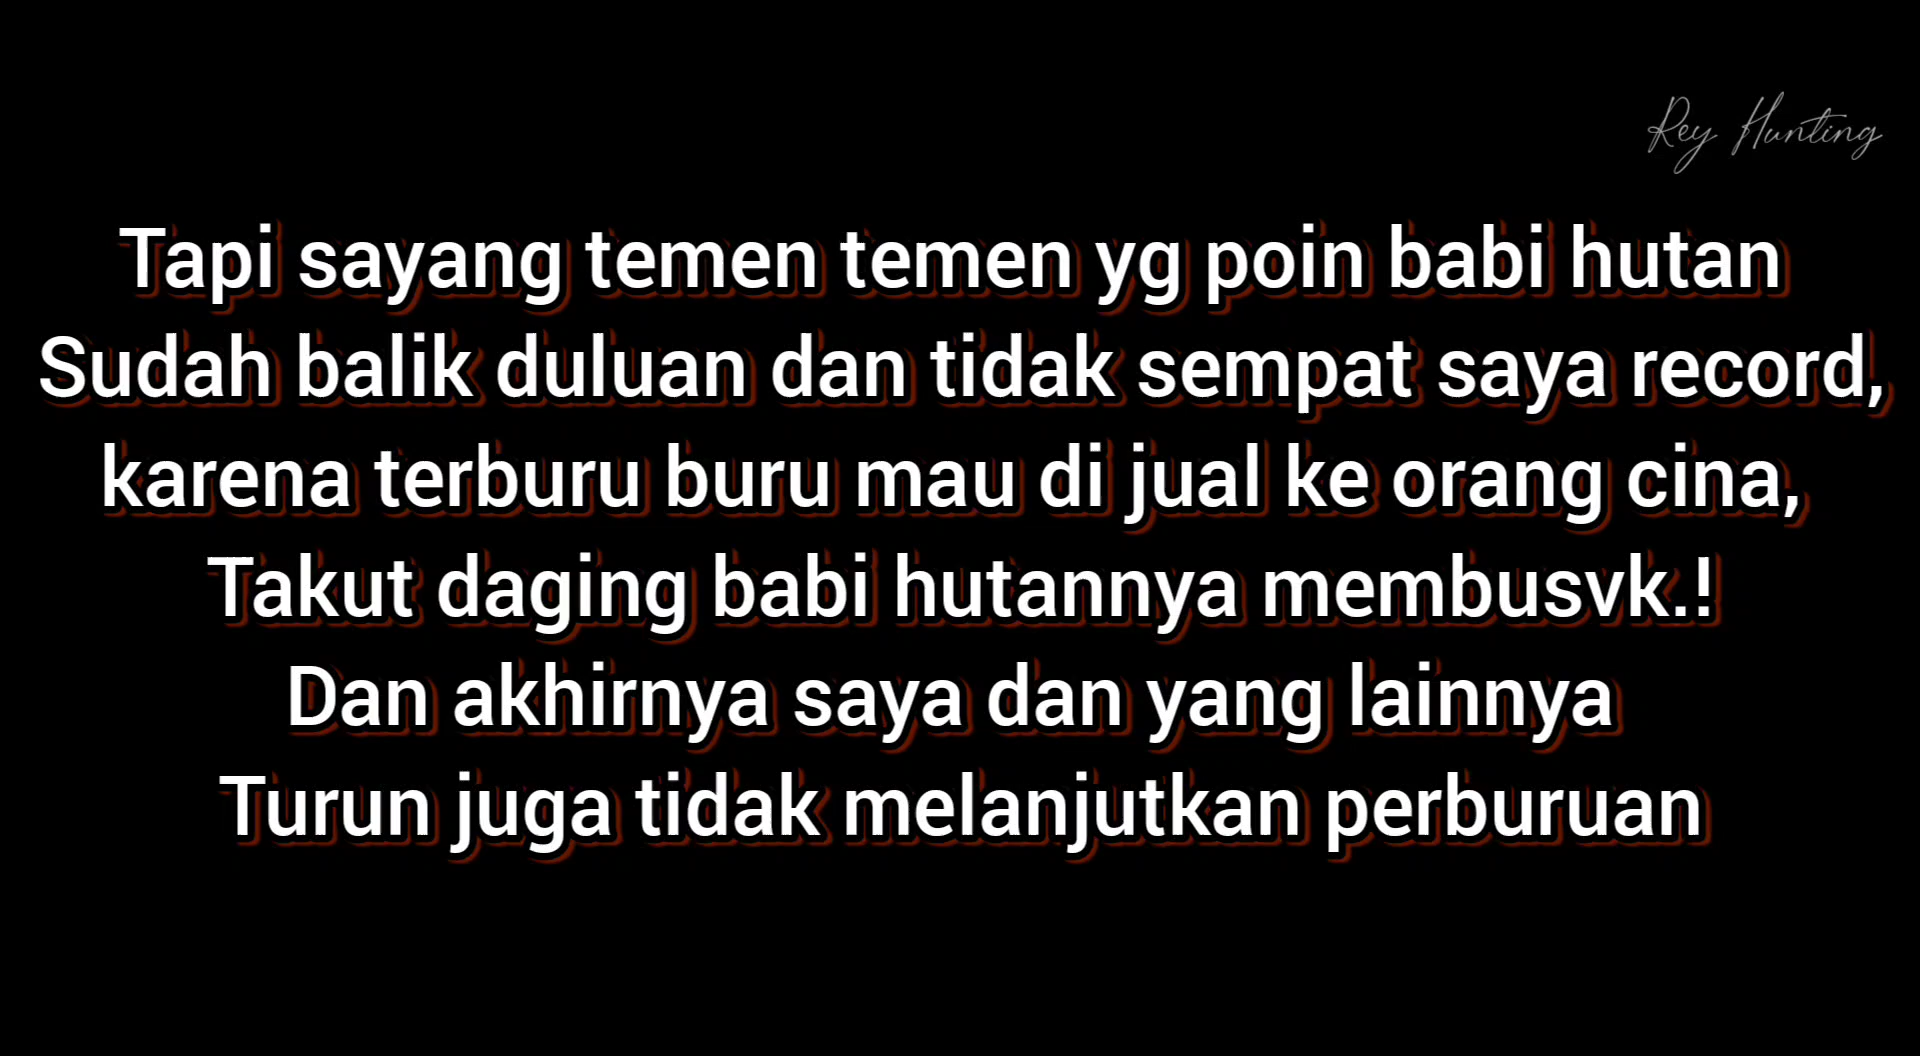 Rey Hunting
Tapi sayang temen temen yg poin babi hutan
Sudah balik duluan dan tidak sempat saya record,
karena terburu buru mau di jual ke orang cina,
Takut daging babi hutannya membusvk.!
Dan akhirnya saya dan yang lainnya
Turun juga tidak melanjutkan perburuan